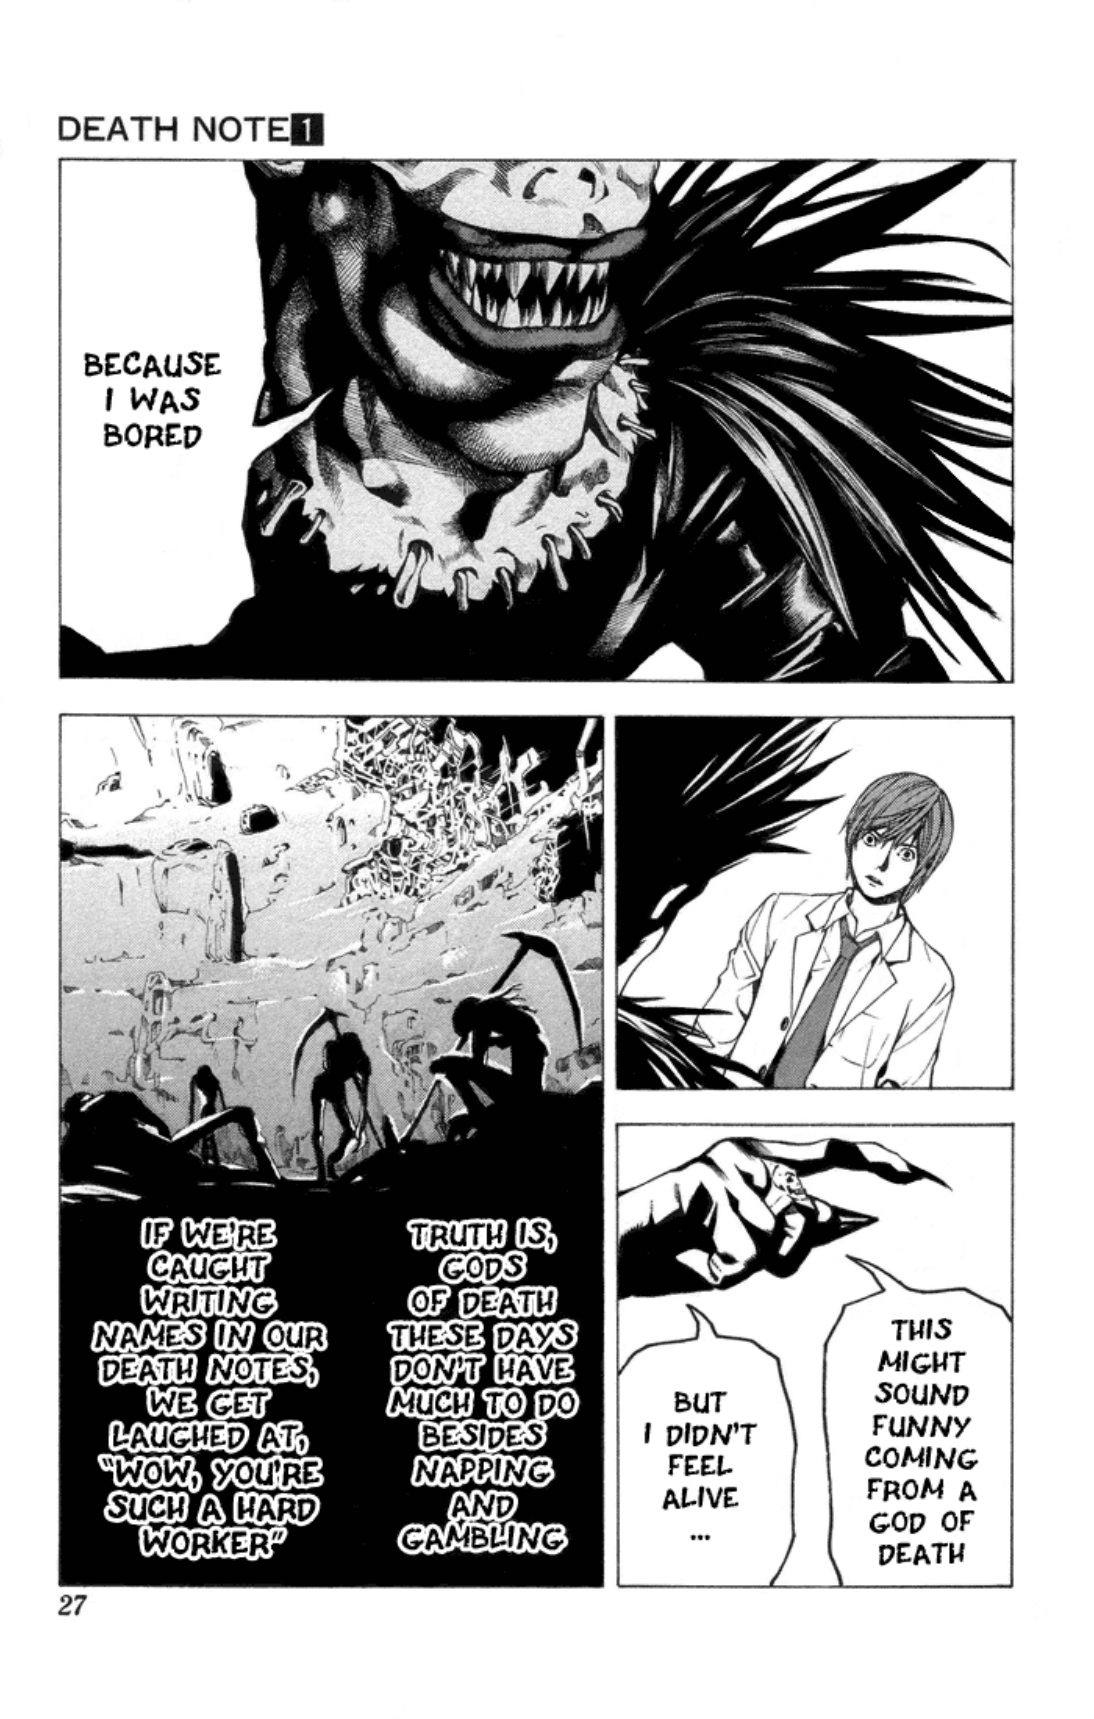 DEATH NOTE 1
BECAUSE
I WAS
BORED
THIS
MIGHT
SOUND
FUNNY
COMING
FROM A
GOD OF
DEATH
BUT
I DIDN'T
FEEL
ALIVE
...
TRUTH IS,
GODS
OF DEATH
THESE DAYS
DON'T HAVE
MUCH TO DO
BESIDES
NAPPING
AND
GAMBLING
IF WE'RE
CAUGHT
WRITING
NAMES IN OUR
DEATH NOTES,
WE GET
LAUGHED AT,
"WOW, YOU'RE
SUCH A HARD
WORKER"
27